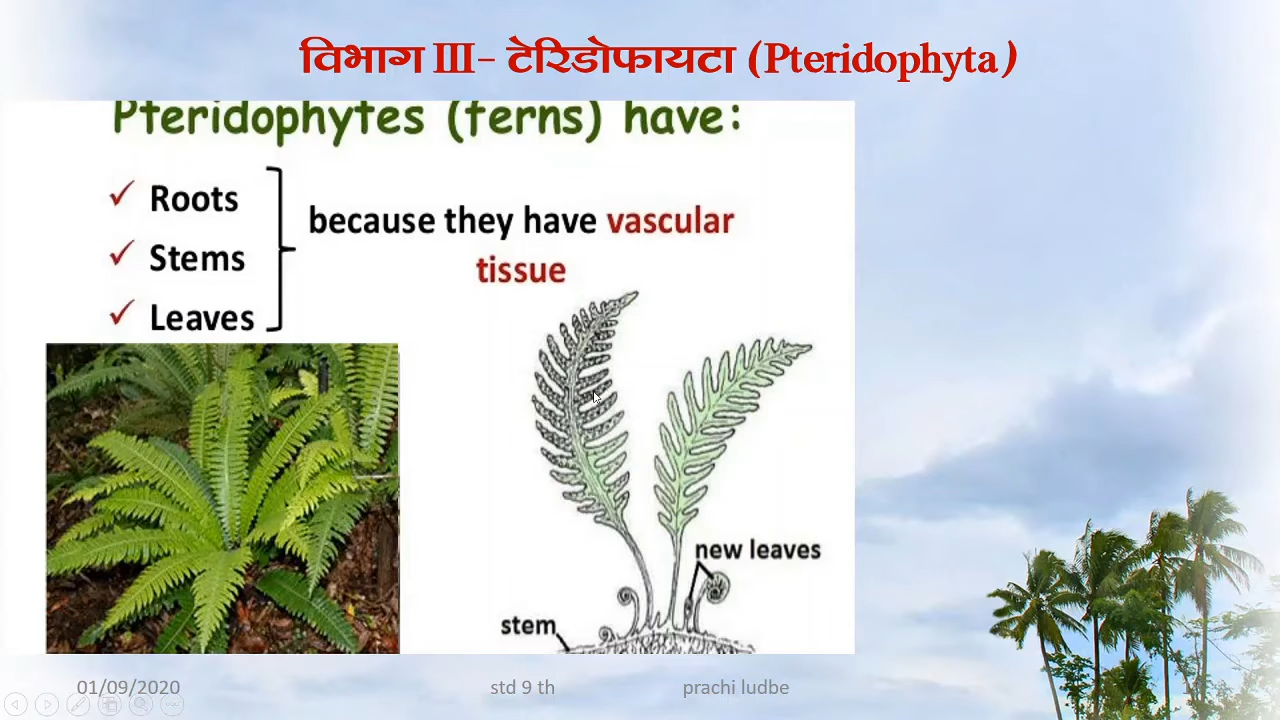 विभाग III- टेरिडोफायटा (Pteridophyta)
Pteridophytes (ferns) have:
✓ Roots
✓ Stems
✓ Leaves
because they have vascular
tissue
new leaves
stem
01/09/2020
std 9 th
prachi ludbe